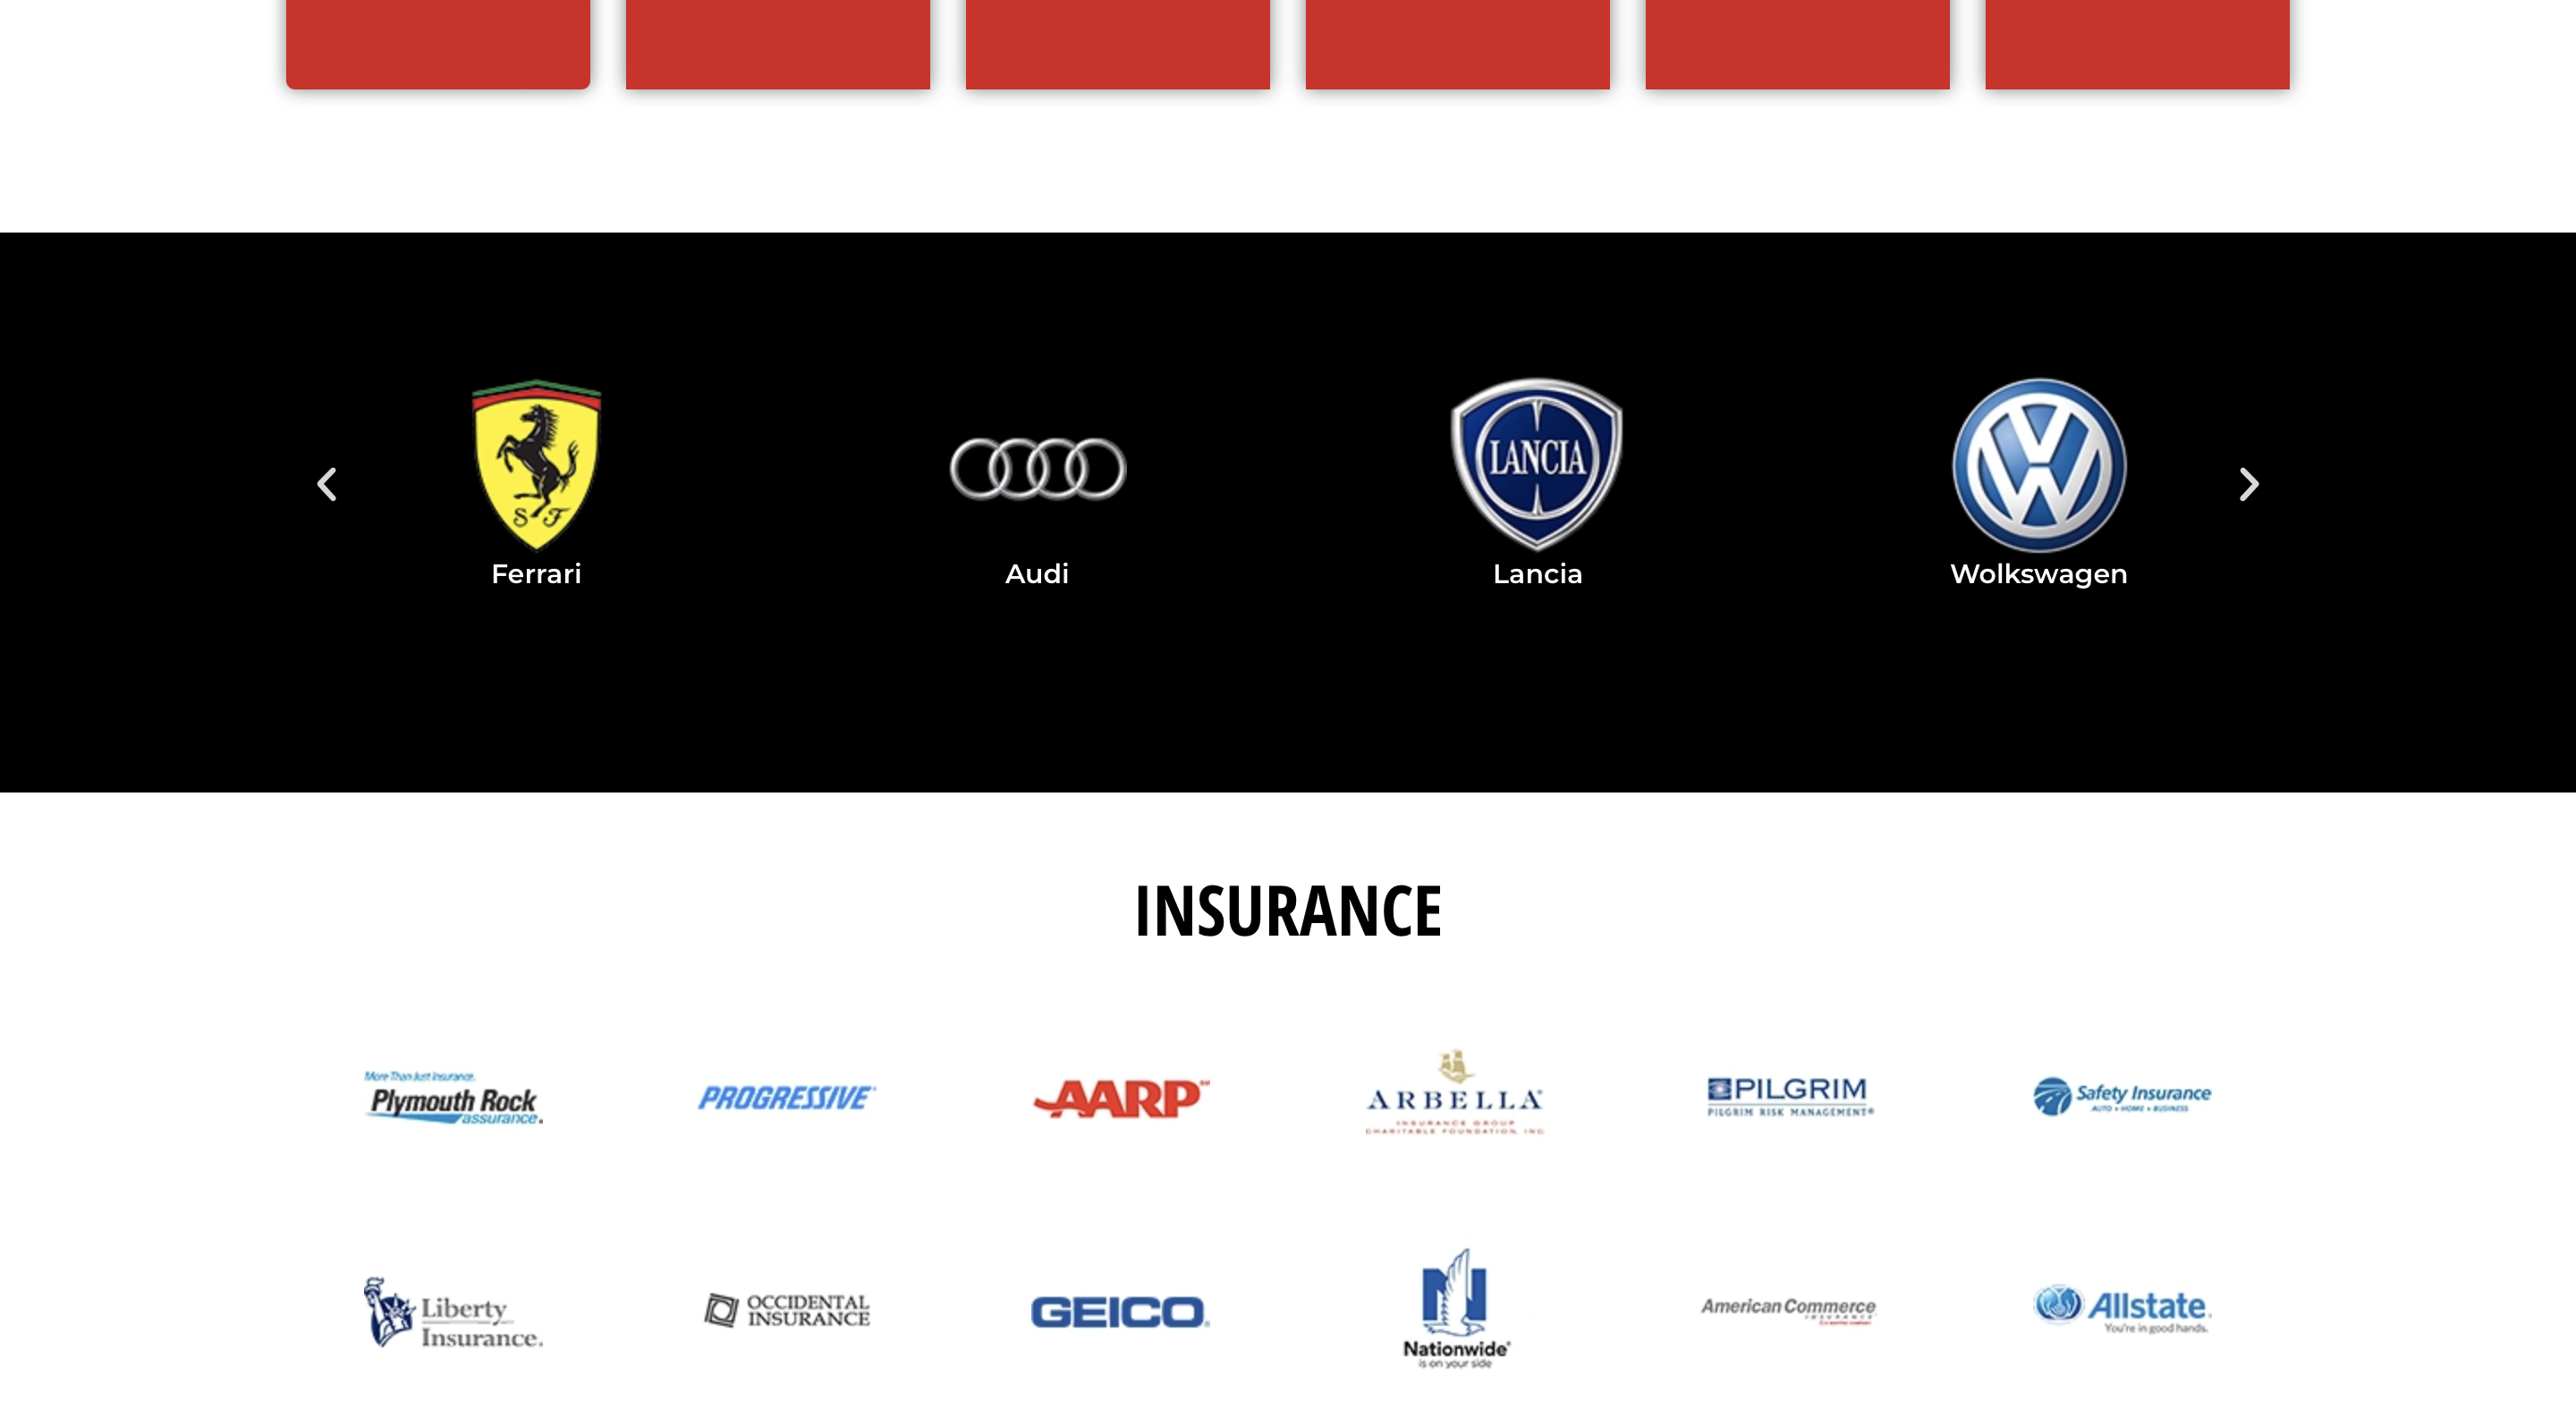 S F
LANCIA
Ferrari
Audi
Lancia
Wolkswagen
INSURANCE
More Than Just Insurance.
Plymouth Rock
assurance®
PROGRESSIVE®
AARP℠
ARBELLA®
INSURANCE GROUP
CHARITABLE FOUNDATION, INC
PILGRIM
PILGRIM RISK MANAGEMENT®
Safety Insurance
AUTO • HOME • BUSINESS
Liberty
Insurance.
OCCIDENTAL
INSURANCE
GEICO®
N
Nationwide®
is on your side
American Commerce
INSURANCE
Allstate®
You're in good hands.